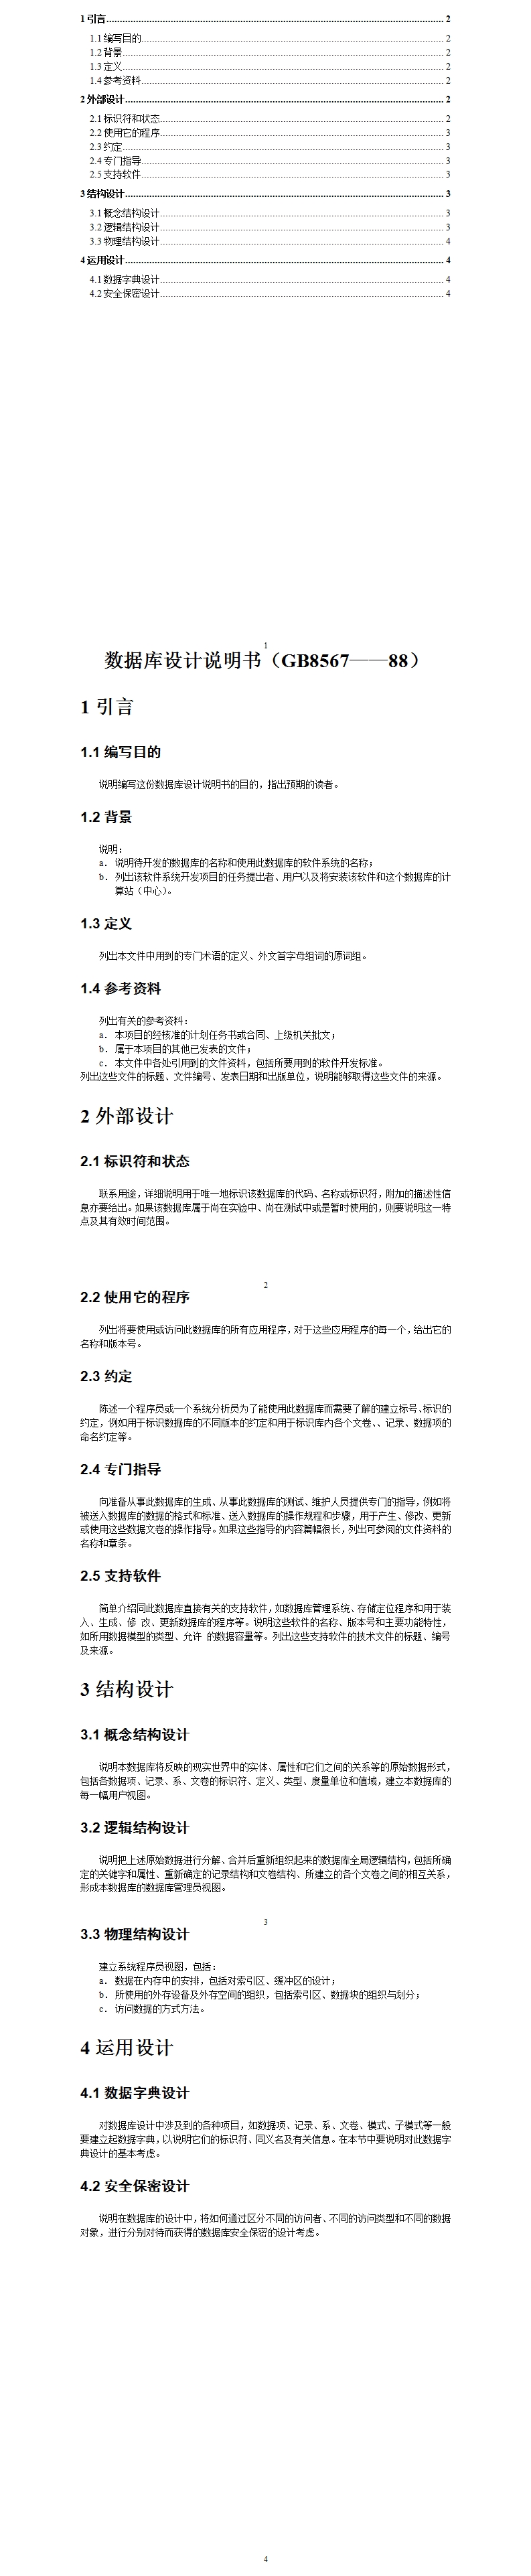 1 引言 2
1.1 编写目的 2
1.2 背景 2
1.3 定义 2
1.4 参考资料 2
2 外部设计 2
2.1 标识符和状态 2
2.2 使用它的程序 3
2.3 约定 3
2.4 专门指导 3
2.5 支持软件 3
3 结构设计 3
3.1 概念结构设计 3
3.2 逻辑结构设计 3
3.3 物理结构设计 4
4 运用设计 4
4.1 数据字典设计 4
4.2 安全保密设计 4
1
数据库设计说明书（GB8567——88）
1 引言
1.1 编写目的
说明编写这份数据库设计说明书的目的，指出预期的读者。
1.2 背景
说明：
a. 说明待开发的数据库的名称和使用此数据库的软件系统的名称；
b. 列出该软件系统开发项目的任务提出者、用户以及将安装该软件和这个数据库的计
算站（中心）。
1.3 定义
列出本文件中用到的专门术语的定义、外文首字母组词的原词组。
1.4 参考资料
列出有关的参考资料：
a. 本项目的经核准的计划任务书或合同、上级机关批文；
b. 属于本项目的其他已发表的文件；
c. 本文件中各处引用到的文件资料，包括所要用到的软件开发标准。
列出这些文件的标题、文件编号、发表日期和出版单位，说明能够取得这些文件的来源。
2 外部设计
2.1 标识符和状态
联系用途，详细说明用于唯一地标识该数据库的代码、名称或标识符，附加的描述性信
息亦要给出。如果该数据库属于尚在实验中、尚在测试中或是暂时使用的，则要说明这一特
点及其有效时间范围。
2
2.2 使用它的程序
列出将要使用或访问此数据库的所有应用程序，对于这些应用程序的每一个，给出它的
名称和版本号。
2.3 约定
陈述一个程序员或一个系统分析员为了能使用此数据库而需要了解的建立标号、标识的
约定，例如用于标识数据库的不同版本的约定和用于标识库内各个文卷、、记录、数据项的
命名约定等。
2.4 专门指导
向准备从事此数据库的生成、从事此数据库的测试、维护人员提供专门的指导，例如将
被送入数据库的数据的格式和标准、送入数据库的操作规程和步骤，用于产生、修改、更新
或使用这些数据文卷的操作指导。如果这些指导的内容篇幅很长，列出可参阅的文件资料的
名称和章条。
2.5 支持软件
简单介绍同此数据库直接有关的支持软件，如数据库管理系统、存储定位程序和用于装
入、生成、修 改、更新数据库的程序等。说明这些软件的名称、版本号和主要功能特性，
如所用数据模型的类型、允许 的数据容量等。列出这些支持软件的技术文件的标题、编号
及来源。
3 结构设计
3.1 概念结构设计
说明本数据库将反映的现实世界中的实体、属性和它们之间的关系等的原始数据形式，
包括各数据项、记录、系、文卷的标识符、定义、类型、度量单位和值域，建立本数据库的
每一幅用户视图。
3.2 逻辑结构设计
说明把上述原始数据进行分解、合并后重新组织起来的数据库全局逻辑结构，包括所确
定的关键字和属性、重新确定的记录结构和文卷结构、所建立的各个文卷之间的相互关系，
形成本数据库的数据库管理员视图。
3
3.3 物理结构设计
建立系统程序员视图，包括：
a. 数据在内存中的安排，包括对索引区、缓冲区的设计；
b. 所使用的外存设备及外存空间的组织，包括索引区、数据块的组织与划分；
c. 访问数据的方式方法。
4 运用设计
4.1 数据字典设计
对数据库设计中涉及到的各种项目，如数据项、记录、系、文卷、模式、子模式等一般
要建立起数据字典，以说明它们的标识符、同义名及有关信息。在本节中要说明对此数据字
典设计的基本考虑。
4.2 安全保密设计
说明在数据库的设计中，将如何通过区分不同的访问者、不同的访问类型和不同的数据
对象，进行分别对待而获得的数据库安全保密的设计考虑。
4